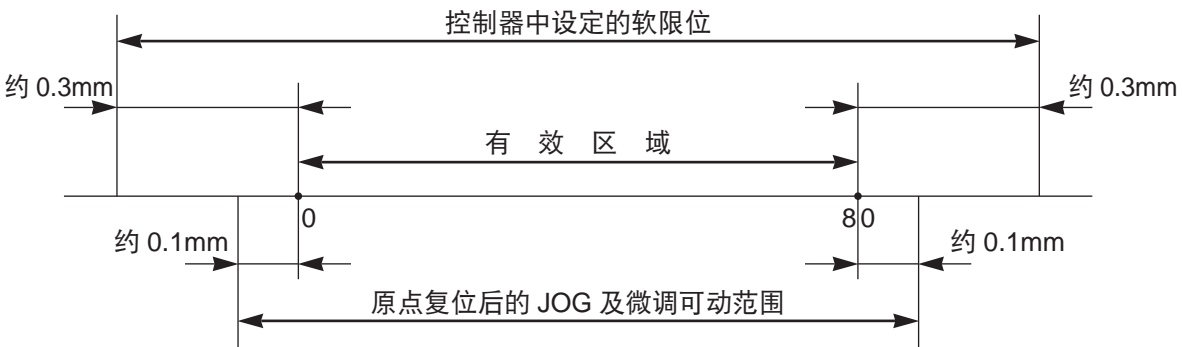 控制器中设定的软限位
约 0.3mm
约 0.3mm
有 效 区 域
0
80
约 0.1mm
约 0.1mm
原点复位后的 JOG 及微调可动范围